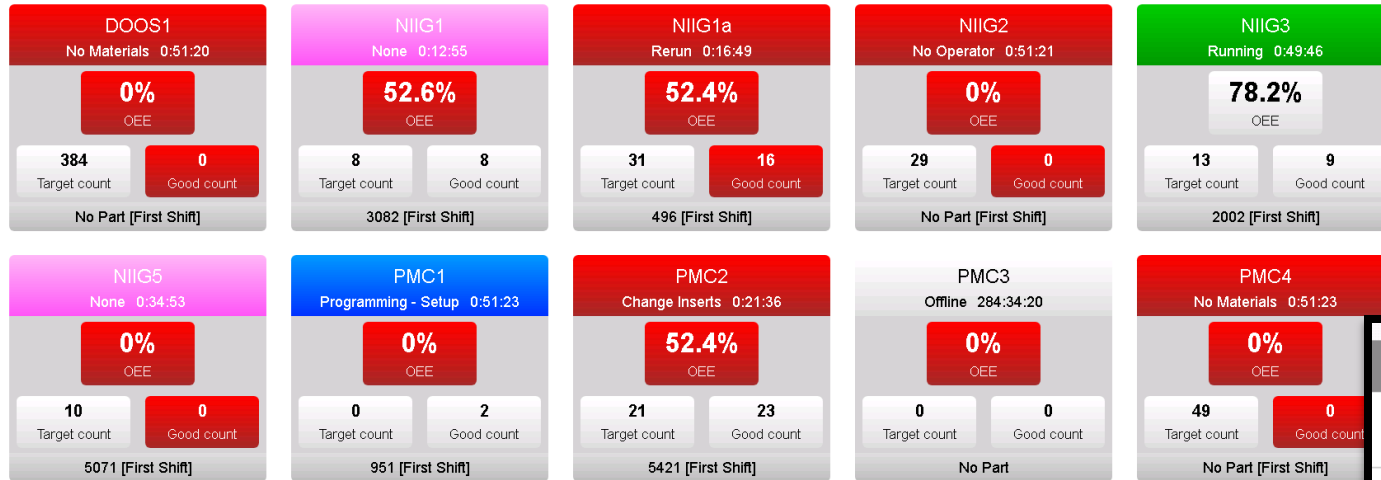 DOOS1
No Materials 0:51:20
0%
OEE
384
Target count
0
Good count
No Part [First Shift]
NIIG1
None 0:12:55
52.6%
OEE
8
Target count
8
Good count
3082 [First Shift]
NIIG1a
Rerun 0:16:49
52.4%
OEE
31
Target count
16
Good count
496 [First Shift]
NIIG2
No Operator 0:51:21
0%
OEE
29
Target count
0
Good count
No Part [First Shift]
NIIG3
Running 0:49:46
78.2%
OEE
13
Target count
9
Good count
2002 [First Shift]
NIIG5
None 0:34:53
0%
OEE
10
Target count
0
Good count
5071 [First Shift]
PMC1
Programming - Setup 0:51:23
0%
OEE
0
Target count
2
Good count
951 [First Shift]
PMC2
Change Inserts 0:21:36
52.4%
OEE
21
Target count
23
Good count
5421 [First Shift]
PMC3
Offline 284:34:20
0%
OEE
0
Target count
0
Good count
No Part
PMC4
No Materials 0:51:23
0%
OEE
49
Target count
0
Good count
No Part [First Shift]